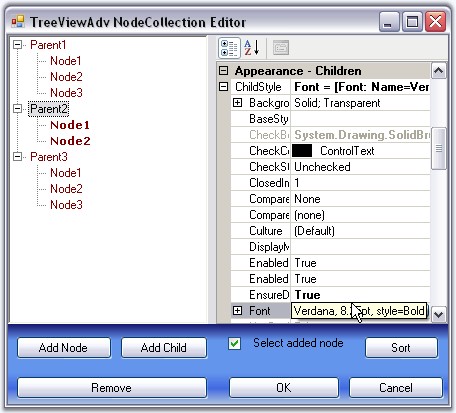 TreeViewAdv NodeCollection Editor
Parent1
Node1
Node2
Node3
Parent2
Node1
Node2
Parent3
Node1
Node2
Node3
Appearance - Children
ChildStyle Font = [Font: Name=Ver
Backgro Solid; Transparent
BaseSty
CheckBo System.Drawing.SolidBru
CheckCo ControlText
CheckSt Unchecked
ClosedIm 1
Compare None
Compare (none)
Culture (Default)
DisplayM
Enabled True
Enabled True
EnsureD True
Font Verdana, 8. pt, style=Bold
Add Node Add Child Select added node Sort
Remove OK Cancel